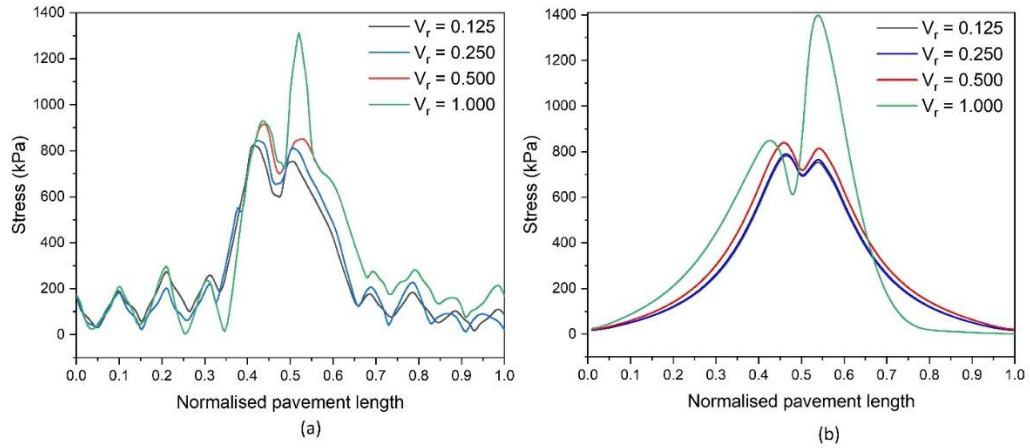 1400
1200
1000
800
600
400
200
0
Stress (kPa)
V_r = 0.125
V_r = 0.250
V_r = 0.500
V_r = 1.000
0.0 0.1 0.2 0.3 0.4 0.5 0.6 0.7 0.8 0.9 1.0
Normalised pavement length
(a)
1400
1200
1000
800
600
400
200
0
Stress (kPa)
V_r = 0.125
V_r = 0.250
V_r = 0.500
V_r = 1.000
0.0 0.1 0.2 0.3 0.4 0.5 0.6 0.7 0.8 0.9 1.0
Normalised pavement length
(b)